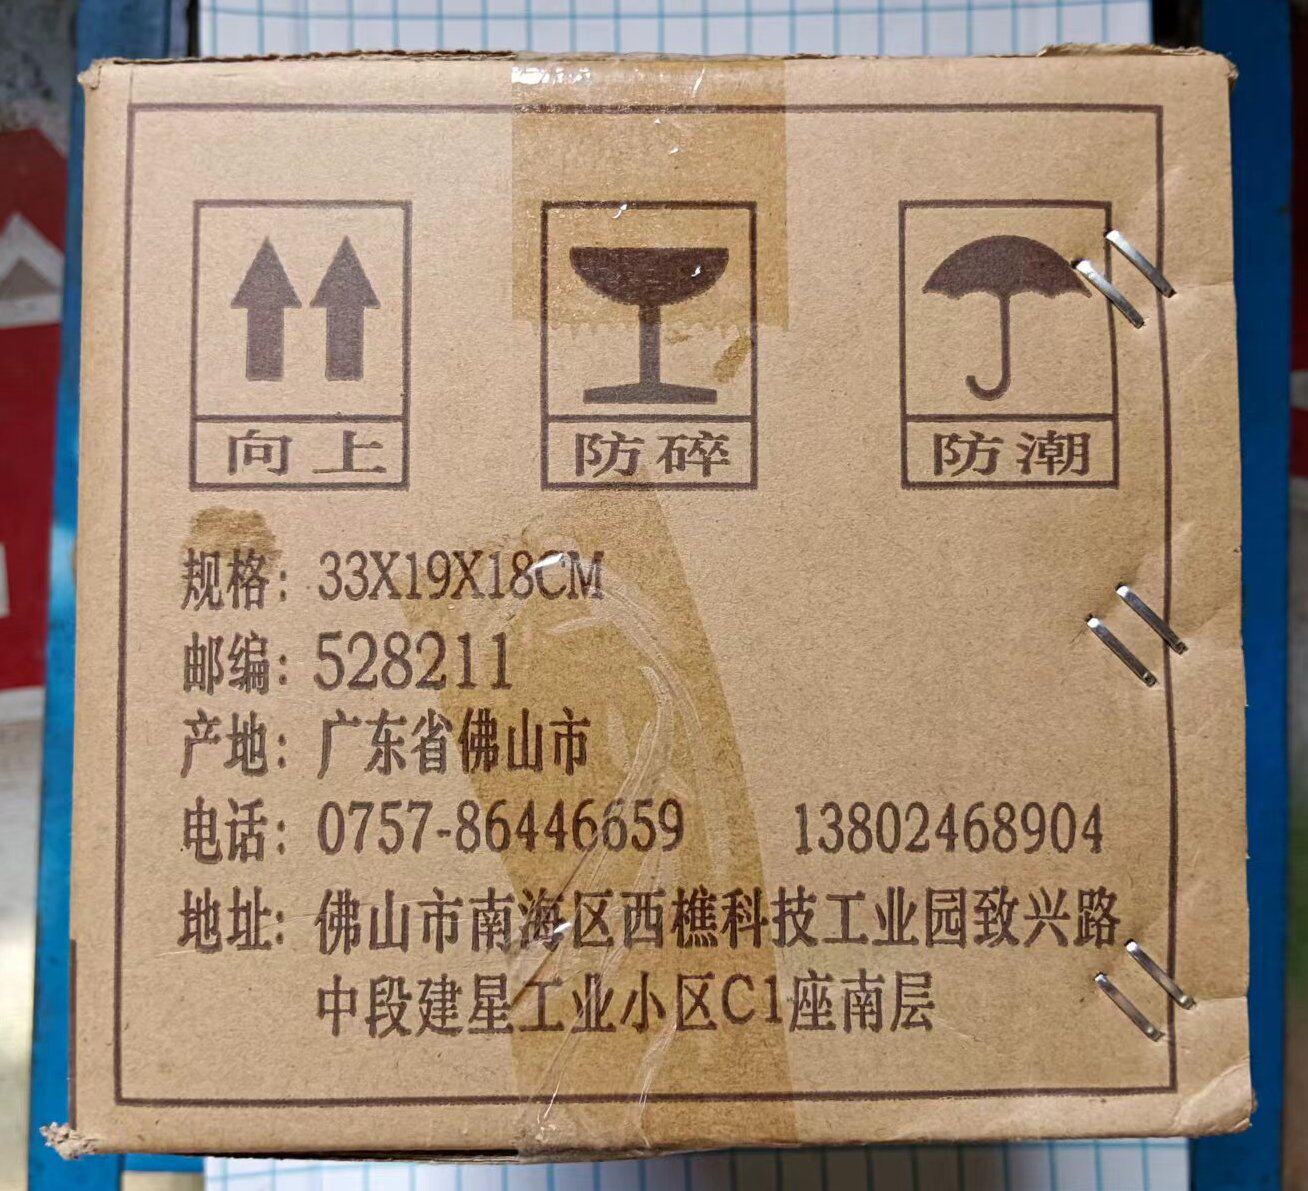 向上 防碎 防潮
规格: 33X19X18CM
邮编: 528211
产地: 广东省佛山市
电话: 0757-86446659 13802468904
地址: 佛山市南海区西樵科技工业园致兴路
中段建星工业小区C1座南层